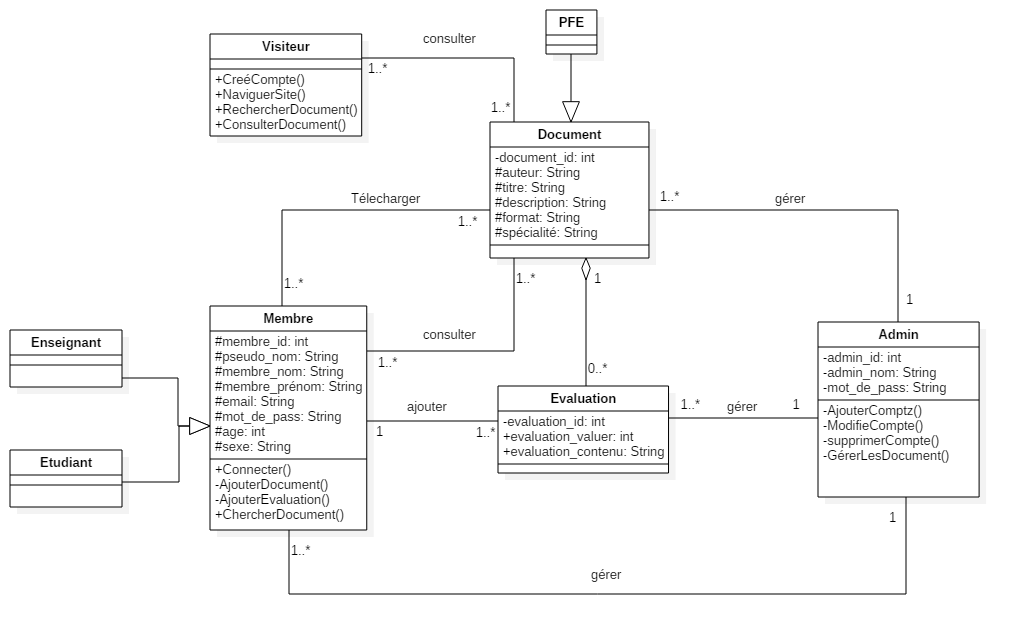 PFE
Visiteur
+CreéCompte()
+NaviguerSite()
+RechercherDocument()
+ConsulterDocument()
consulter
1..*
1..*
Document
-document_id: int
#auteur: String
#titre: String
#description: String
#format: String
#spécialité: String
Télecharger
1..*
1..*
1..*
gérer
1
1..*
1
Membre
#membre_id: int
#pseudo_nom: String
#membre_nom: String
#membre_prénom: String
#email: String
#mot_de_pass: String
#age: int
#sexe: String
+Connecter()
-AjouterDocument()
-AjouterEvaluation()
+ChercherDocument()
consulter
1..*
Enseignant
Etudiant
0..*
Evaluation
-evaluation_id: int
+evaluation_valuer: int
+evaluation_contenu: String
ajouter
1
1..*
1..*
gérer
1
Admin
-admin_id: int
-admin_nom: String
-mot_de_pass: String
-AjouterComptz()
-ModifieCompte()
-supprimerCompte()
-GérerLesDocument()
1
1..*
gérer